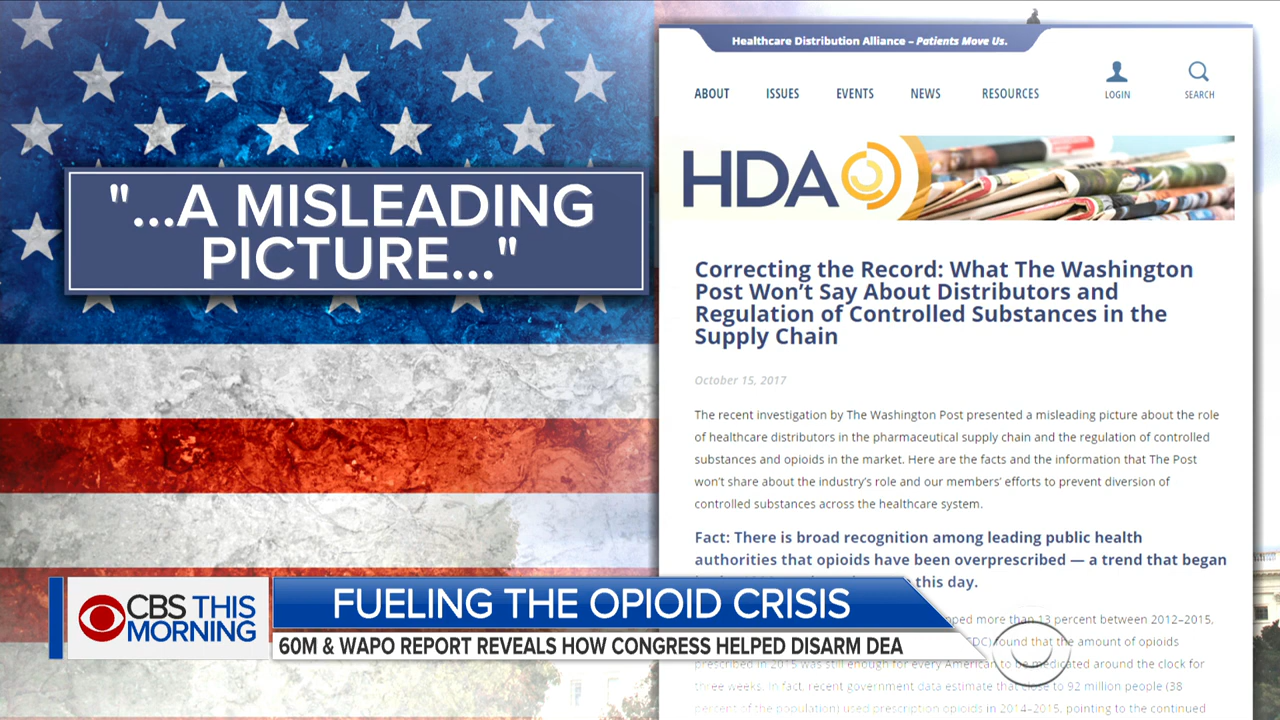 "...A MISLEADING
PICTURE..."
Healthcare Distribution Alliance – Patients Move Us.
ABOUT ISSUES EVENTS NEWS RESOURCES LOGIN SEARCH
HDA
Correcting the Record: What The Washington
Post Won't Say About Distributors and
Regulation of Controlled Substances in the
Supply Chain
October 15, 2017
The recent investigation by The Washington Post presented a misleading picture about the role
of healthcare distributors in the pharmaceutical supply chain and the regulation of controlled
substances and opioids in the market. Here are the facts and the information that The Post
won't share about the industry's role and our members' efforts to prevent diversion of
controlled substances across the healthcare system.
Fact: There is broad recognition among leading public health
authorities that opioids have been overprescribed — a trend that began
this day.
more than 13 percent between 2012–2015,
found that the amount of opioids
prescribed in 2015 was still enough for every American to be medicated around the clock for
three weeks. In fact, recent government data estimate that close to 92 million people (38
percent of the population) used prescription opioids in 2014–2015, pointing to the continued
CBS THIS
MORNING
FUELING THE OPIOID CRISIS
60M & WAPO REPORT REVEALS HOW CONGRESS HELPED DISARM DEA